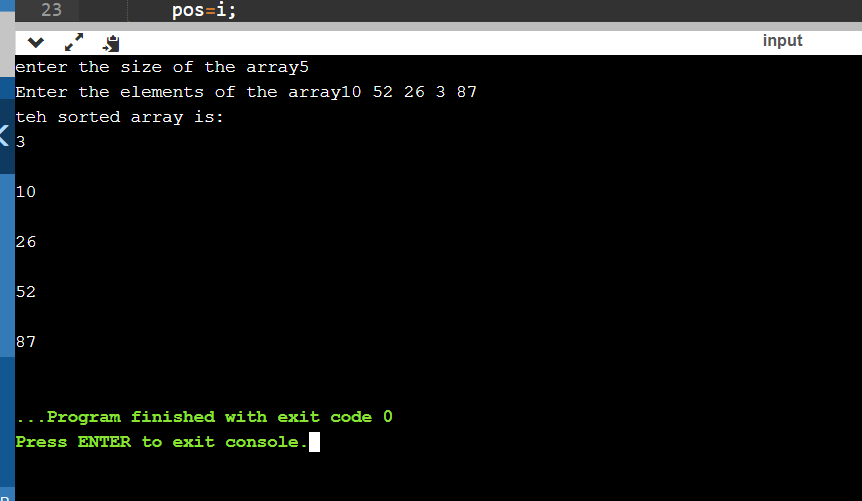 23 pos=i;
input
enter the size of the array5
Enter the elements of the array10 52 26 3 87
teh sorted array is:
3
10
26
52
87
...Program finished with exit code 0
Press ENTER to exit console.